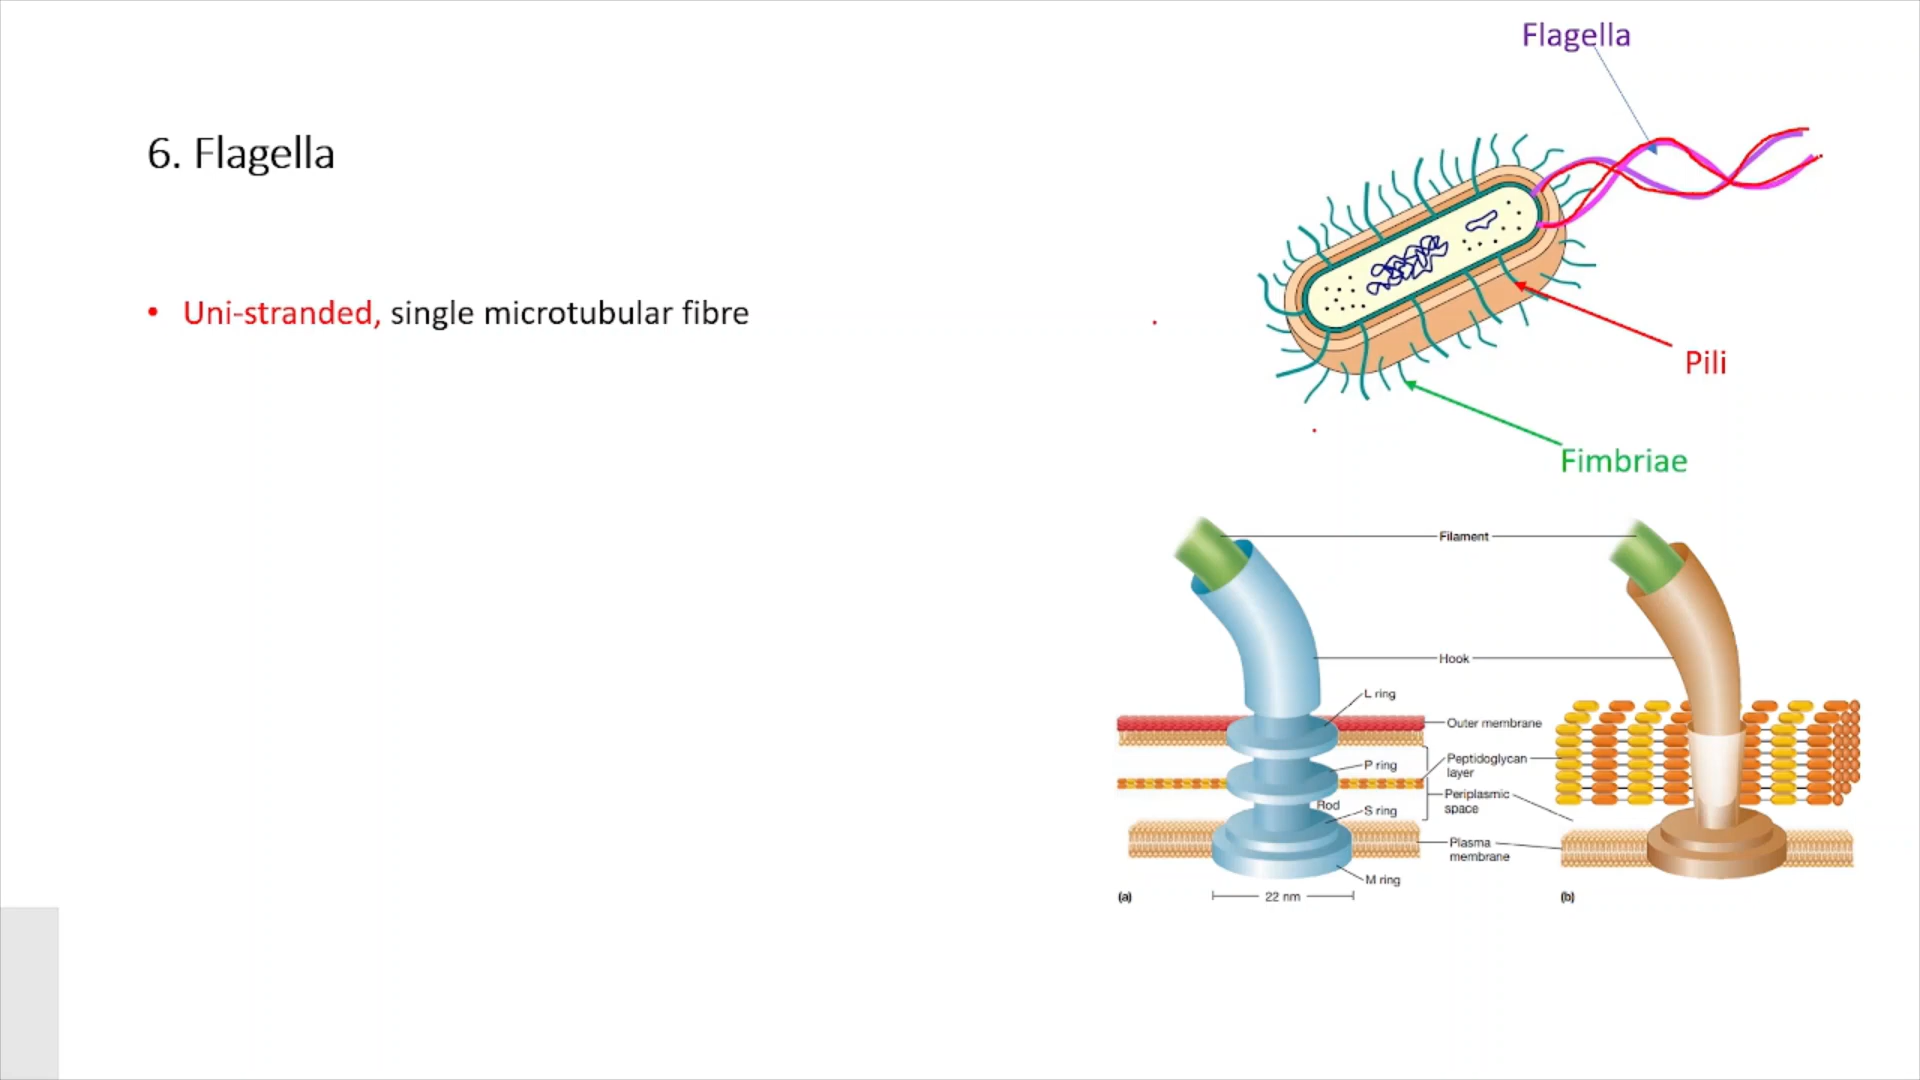 Flagella
6. Flagella
• Uni-stranded, single microtubular fibre
Pili
Fimbriae
Filament
Hook
L ring
Outer membrane
P ring
Peptidoglycan
layer
Rod
S ring
Periplasmic
space
Plasma
membrane
M ring
(a)
22 nm
(b)